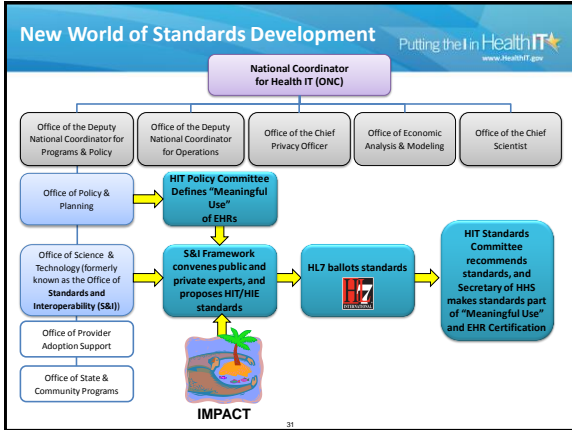 New World of Standards Development
Putting the I in HealthIT
www.HealthIT.gov
National Coordinator
for Health IT (ONC)
Office of the Deputy
National Coordinator for
Programs & Policy
Office of the Deputy
National Coordinator
for Operations
Office of the Chief
Privacy Officer
Office of Economic
Analysis & Modeling
Office of the Chief
Scientist
Office of Policy &
Planning
HIT Policy Committee
Defines “Meaningful
Use”
of EHRs
Office of Science &
Technology (formerly
known as the Office of
Standards and
Interoperability (S&I))
S&I Framework
convenes public and
private experts, and
proposes HIT/HIE
standards
HL7 ballots standards
HL7
INTERNATIONAL
HIT Standards
Committee
recommends
standards, and
Secretary of HHS
makes standards part
of “Meaningful Use”
and EHR Certification
Office of Provider
Adoption Support
Office of State &
Community Programs
IMPACT
31